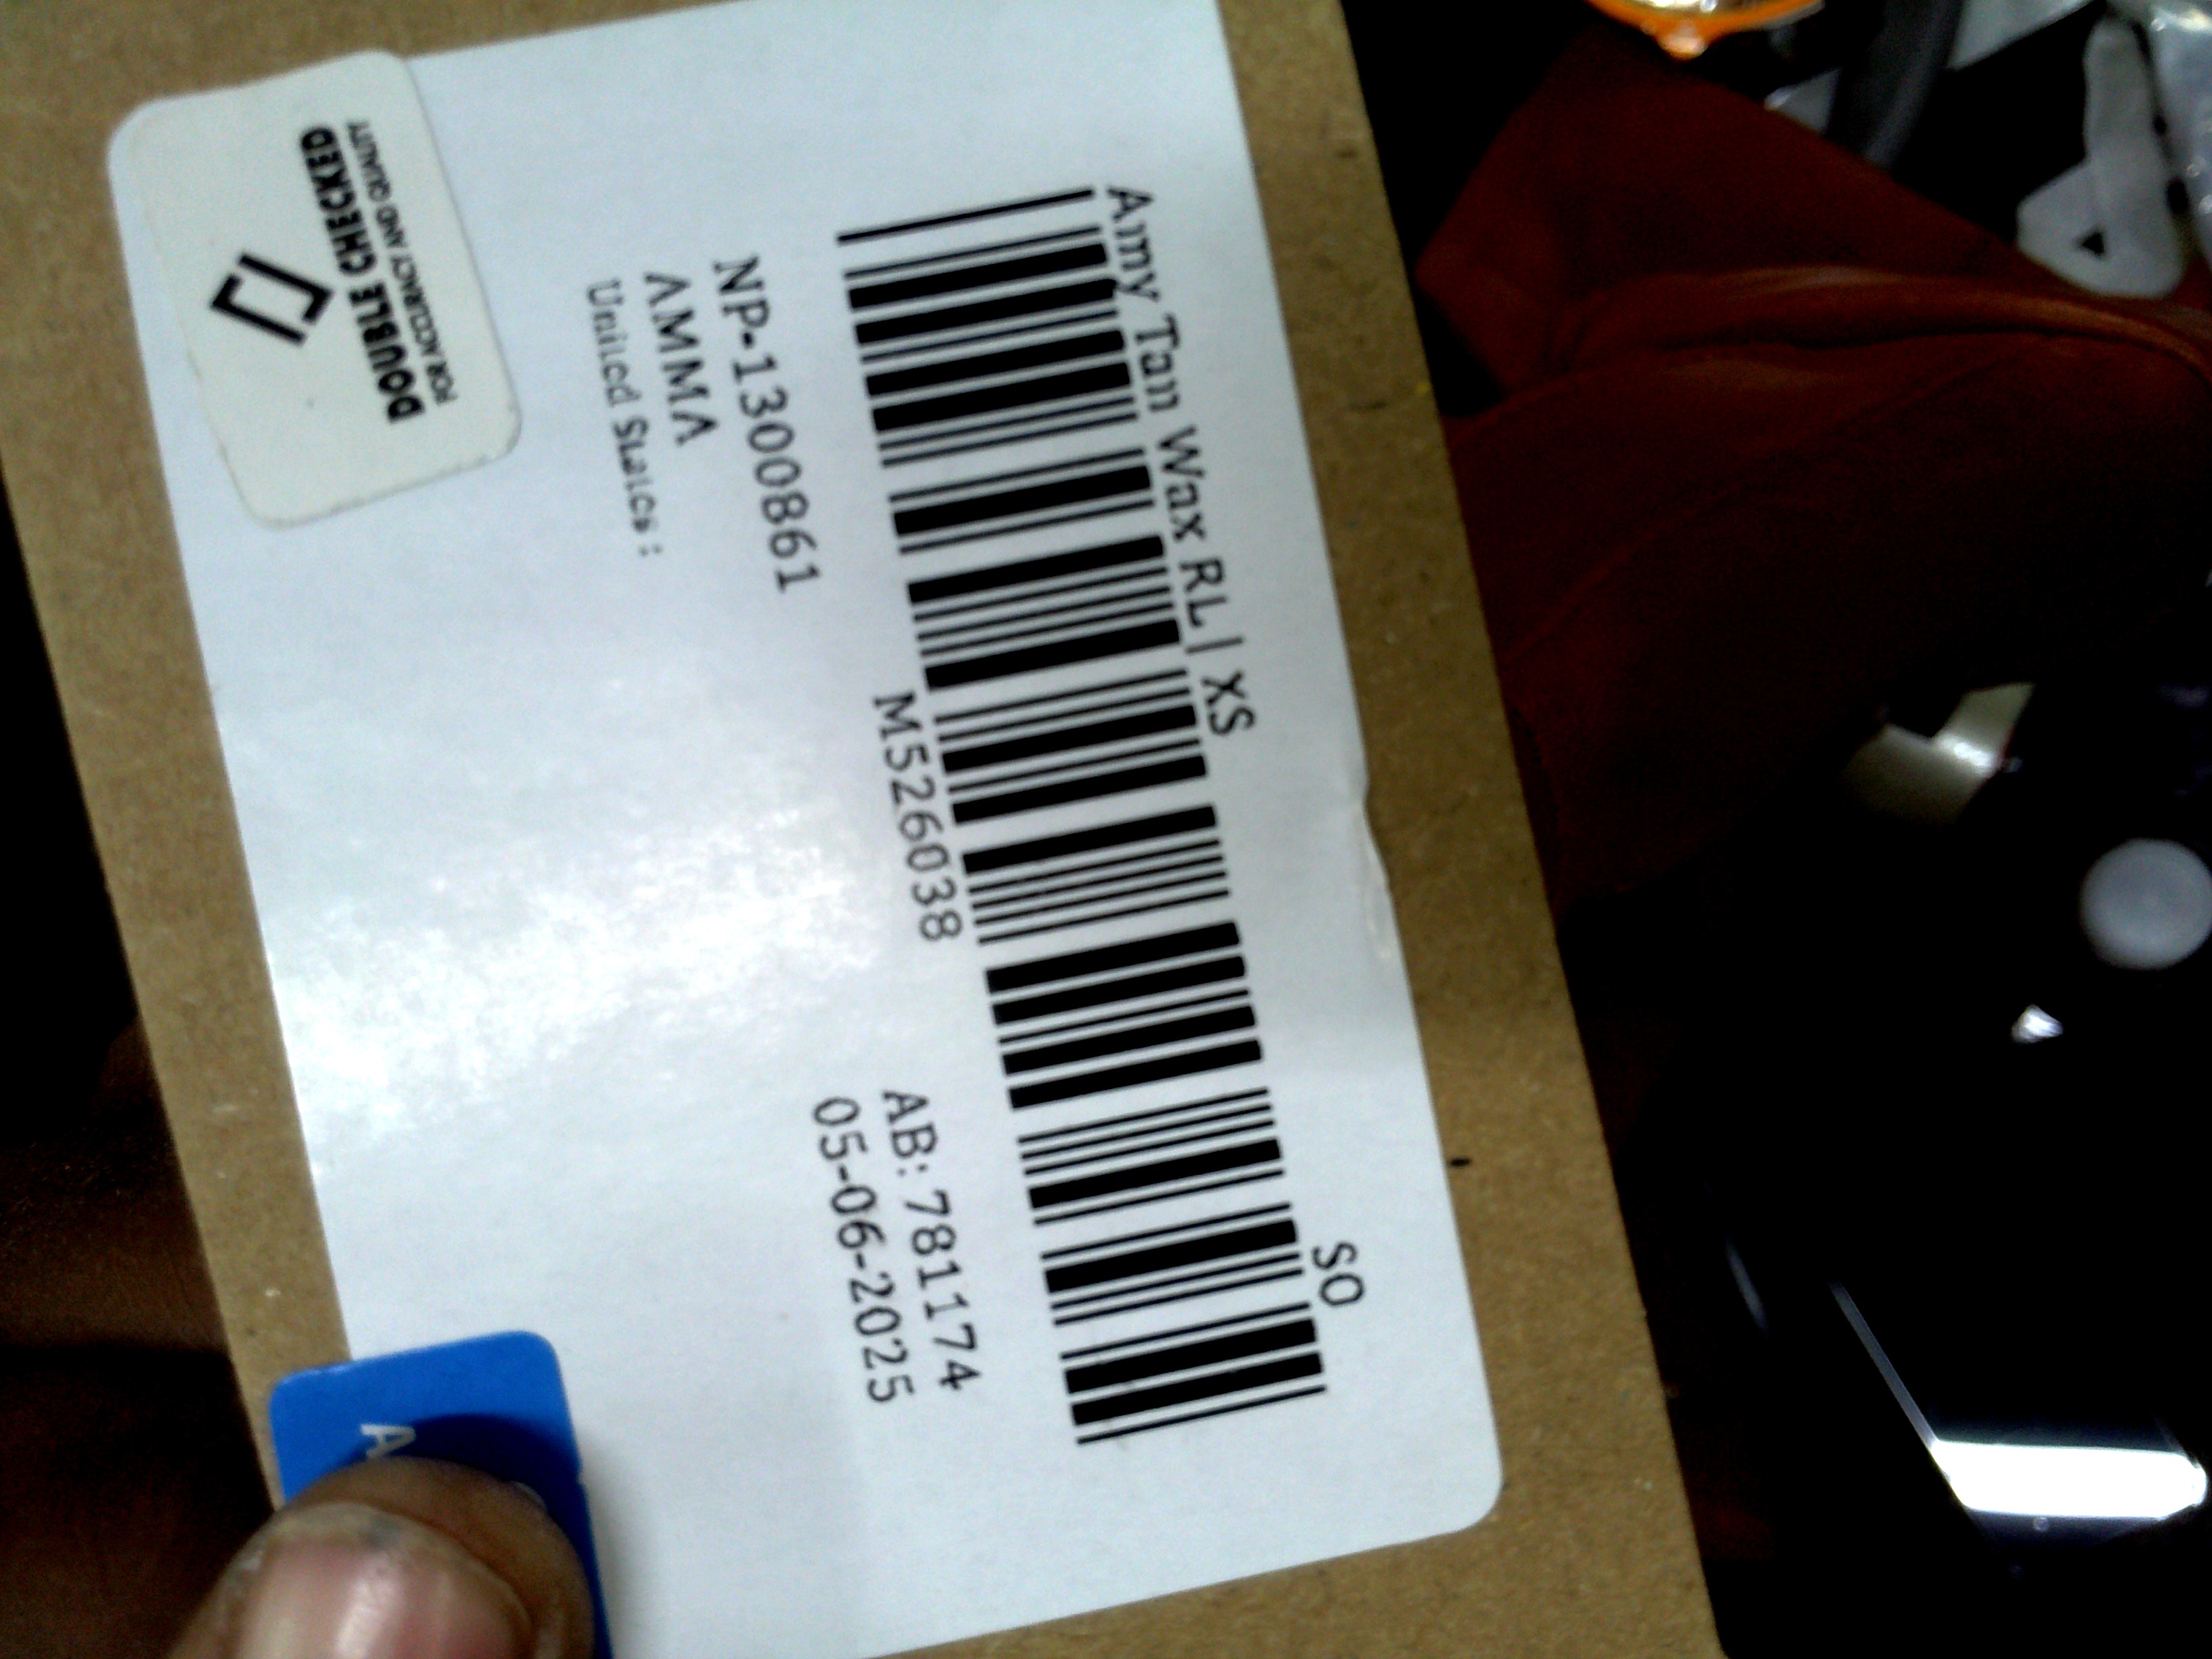 Amy Tan Wax RL | XS
SO
M526038
NP-1300861
AMMA
United States :
AB: 781174
05-06-2025
DOUBLE CHECKED
FOR ACCURACY AND QUALITY
A